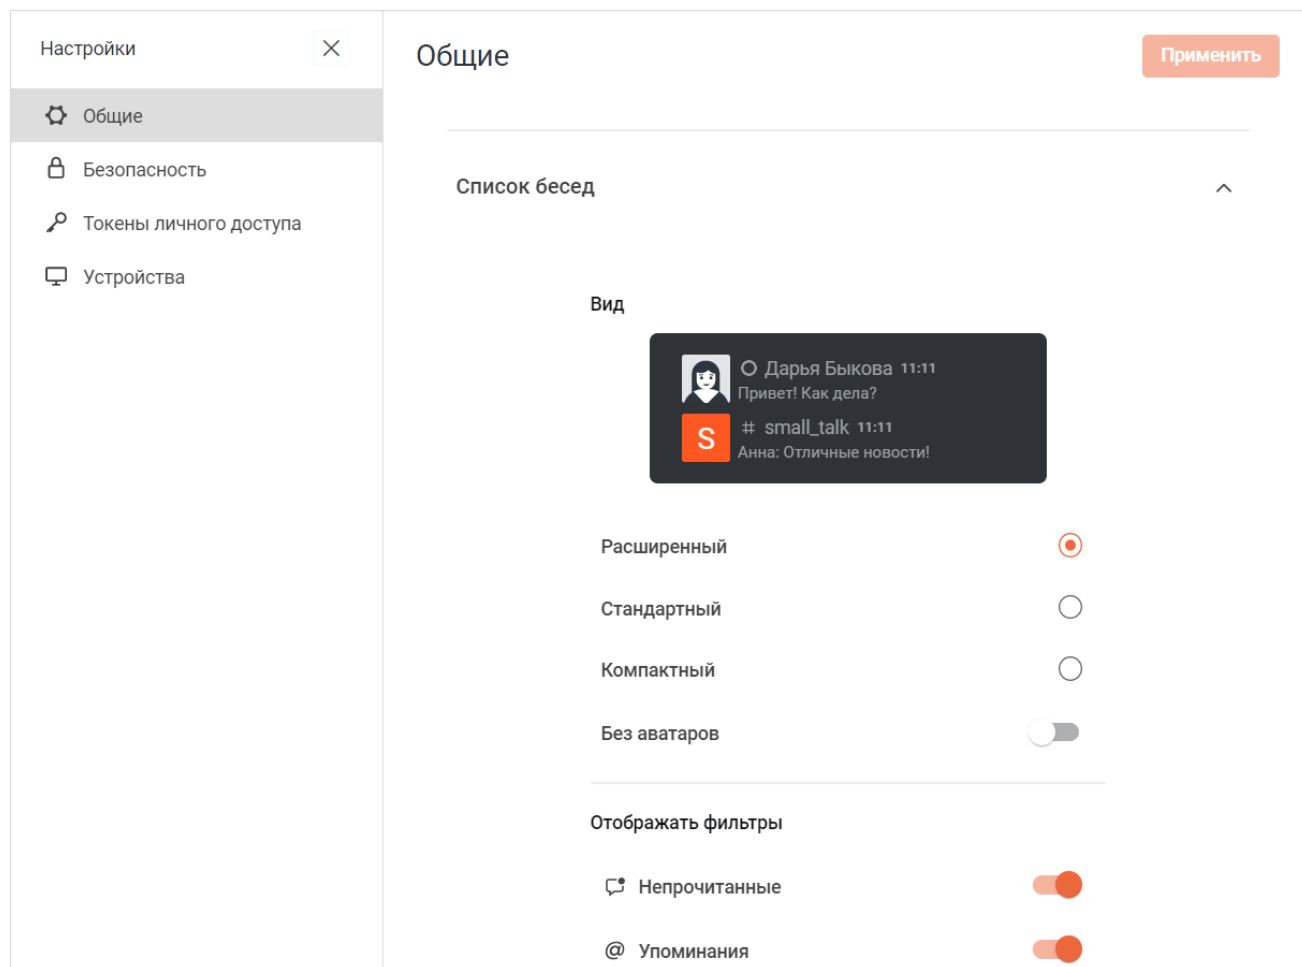 Настройки
Общие
Безопасность
Токены личного доступа
Устройства
Общие
Применить
Список бесед
Вид
Дарья Быкова 11:11
Привет! Как дела?
S
# small_talk 11:11
Анна: Отличные новости!
Расширенный
Стандартный
Компактный
Без аватаров
Отображать фильтры
Непрочитанные
@ Упоминания